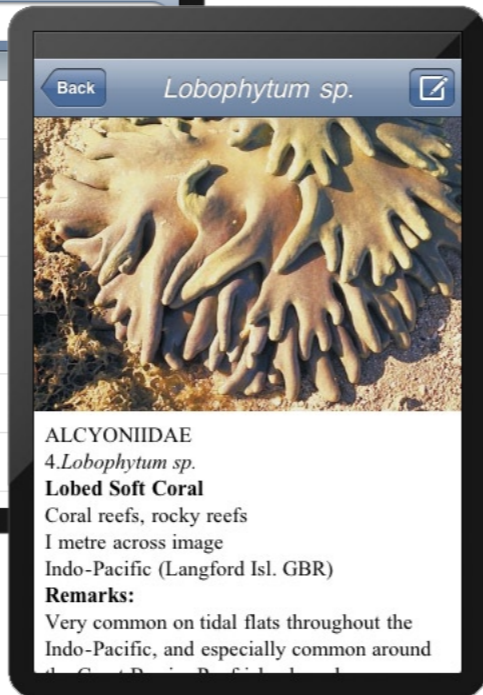 Back
Lobophytum sp.
ALCYONIIDAE
4.Lobophytum sp.
Lobed Soft Coral
Coral reefs, rocky reefs
I metre across image
Indo-Pacific (Langford Isl. GBR)
Remarks:
Very common on tidal flats throughout the
Indo-Pacific, and especially common around